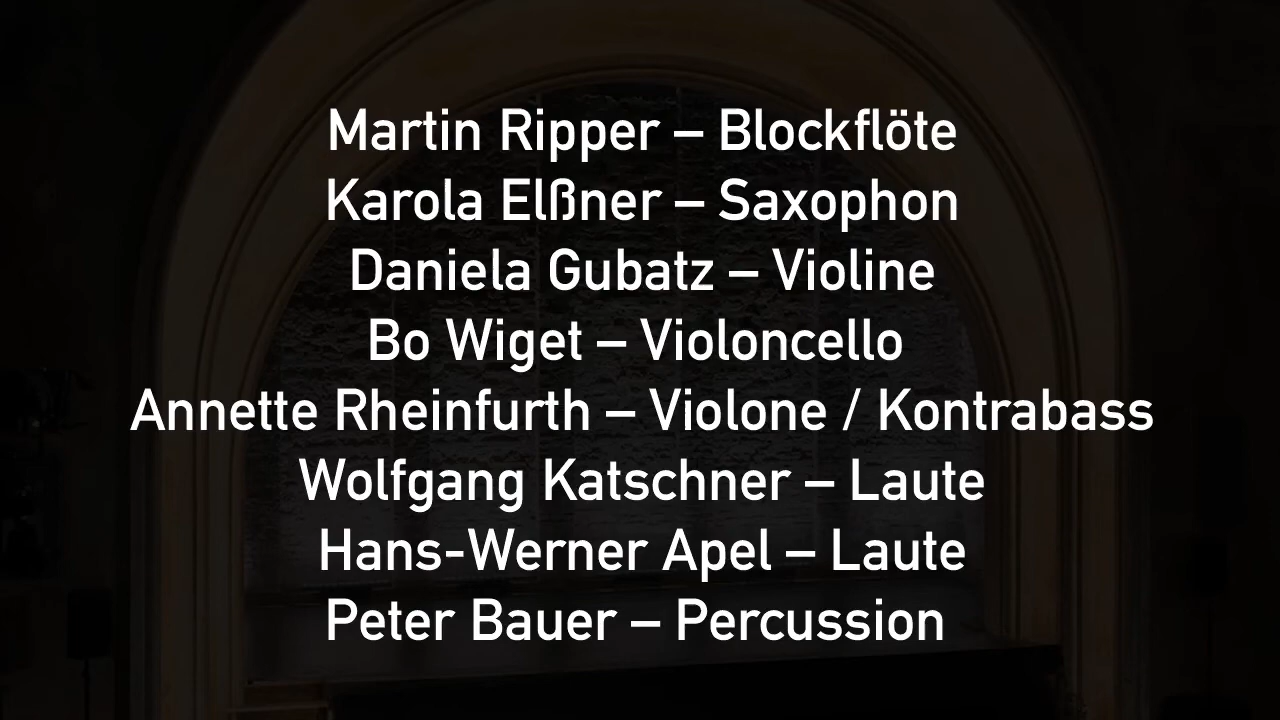 Martin Ripper – Blockflöte
Karola Elßner – Saxophon
Daniela Gubatz – Violine
Bo Wiget – Violoncello
Annette Rheinfurth – Violone / Kontrabass
Wolfgang Katschner – Laute
Hans-Werner Apel – Laute
Peter Bauer – Percussion